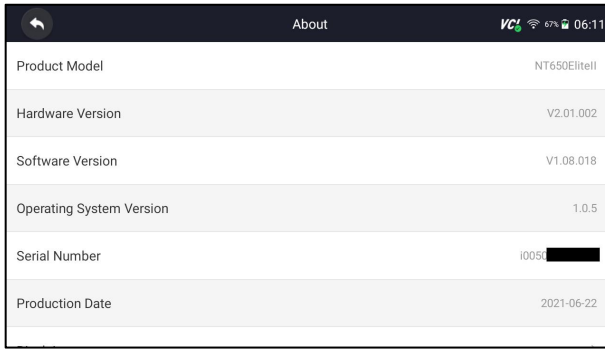 About
VCI 67% 06:11
Product Model NT650EliteII
Hardware Version V2.01.002
Software Version V1.08.018
Operating System Version 1.0.5
Serial Number i0050
Production Date 2021-06-22